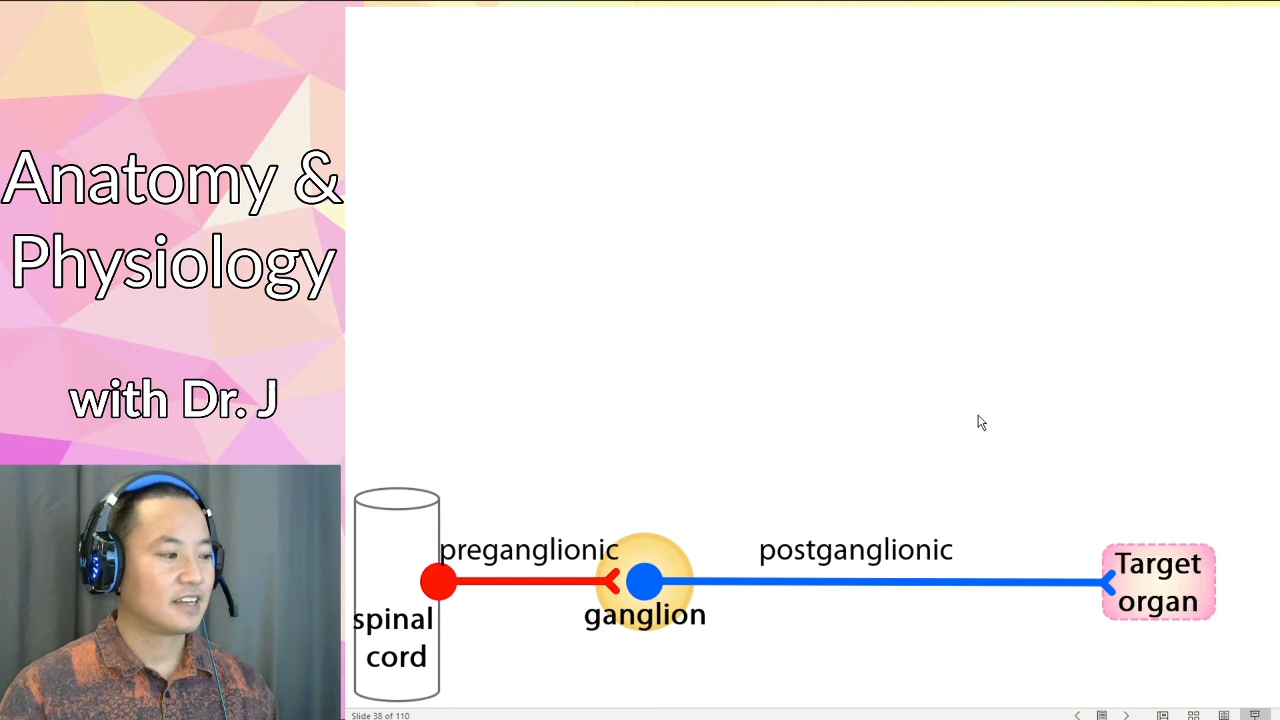 Anatomy &
Physiology
with Dr. J
preganglionic
postganglionic
ganglion
spinal
cord
Target
organ
Slide 38 of 110